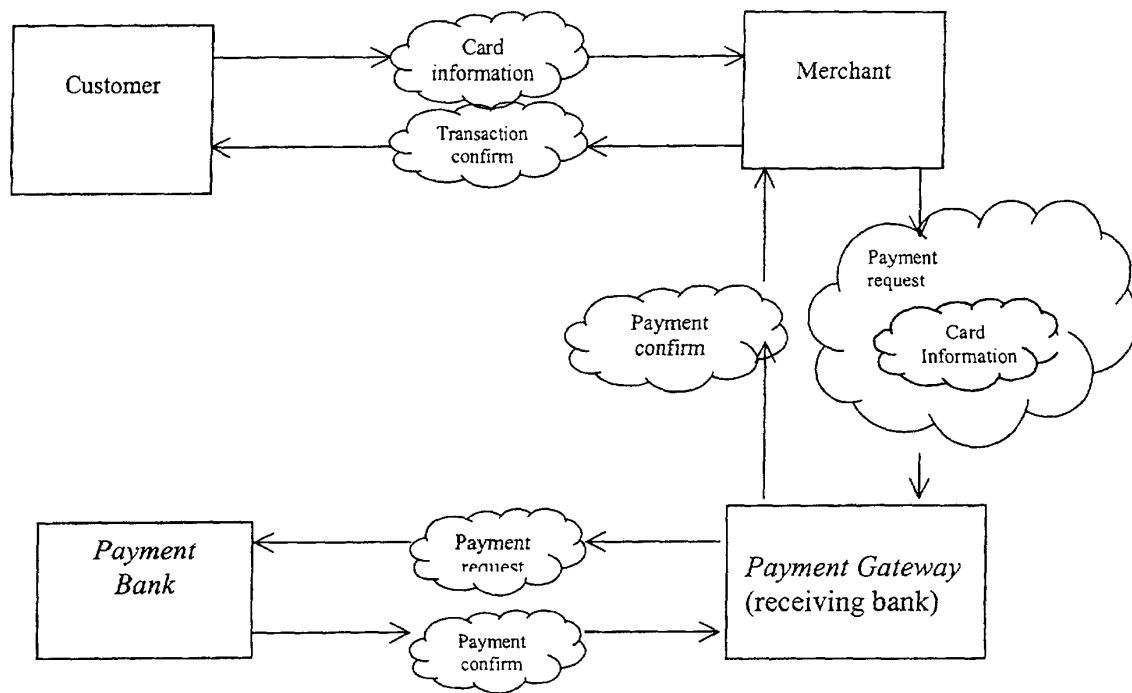 Customer
Card
information
Merchant
Transaction
confirm
Payment
request
Card
Information
Payment
confirm
Payment
Bank
Payment
request
Payment Gateway
(receiving bank)
Payment
confirm